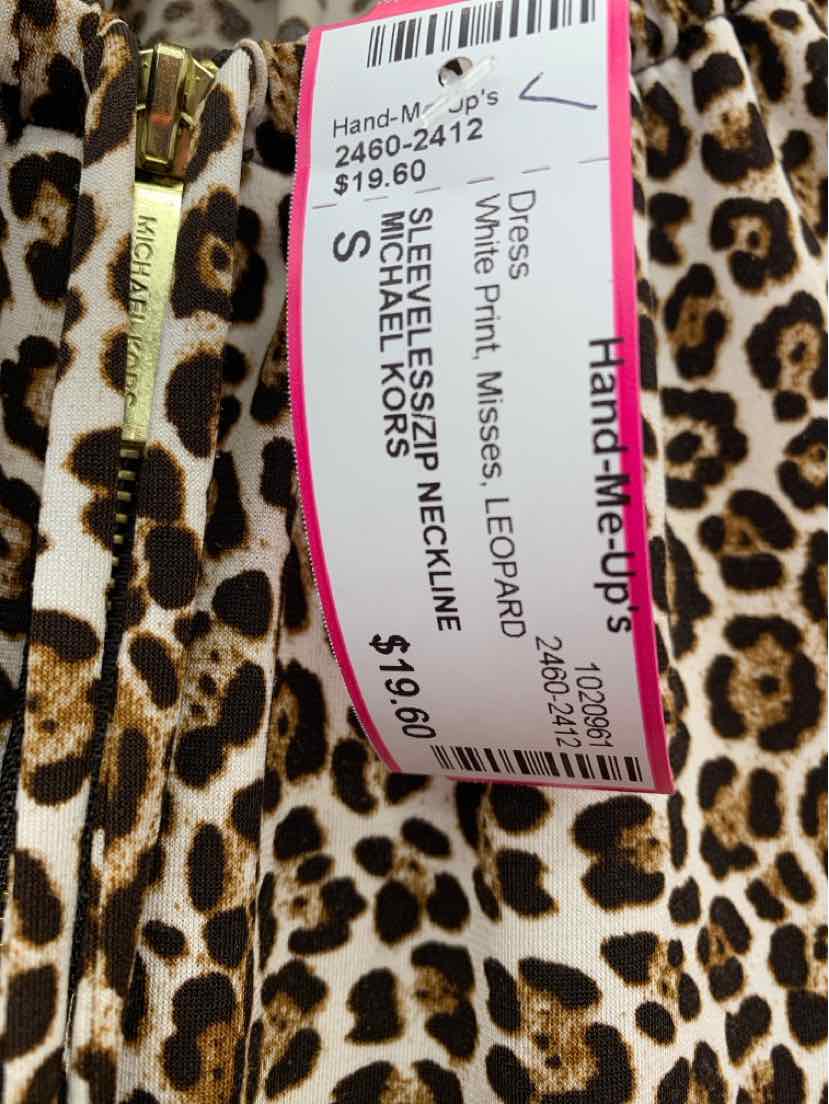 Hand-Me-Up's
2460-2412
$19.60
Hand-Me-Up's
1020961
2460-2412
Dress
White Print, Misses, LEOPARD
SLEEVELESS/ZIP NECKLINE
MICHAEL KORS
S
$19.60
MICHAEL KORS